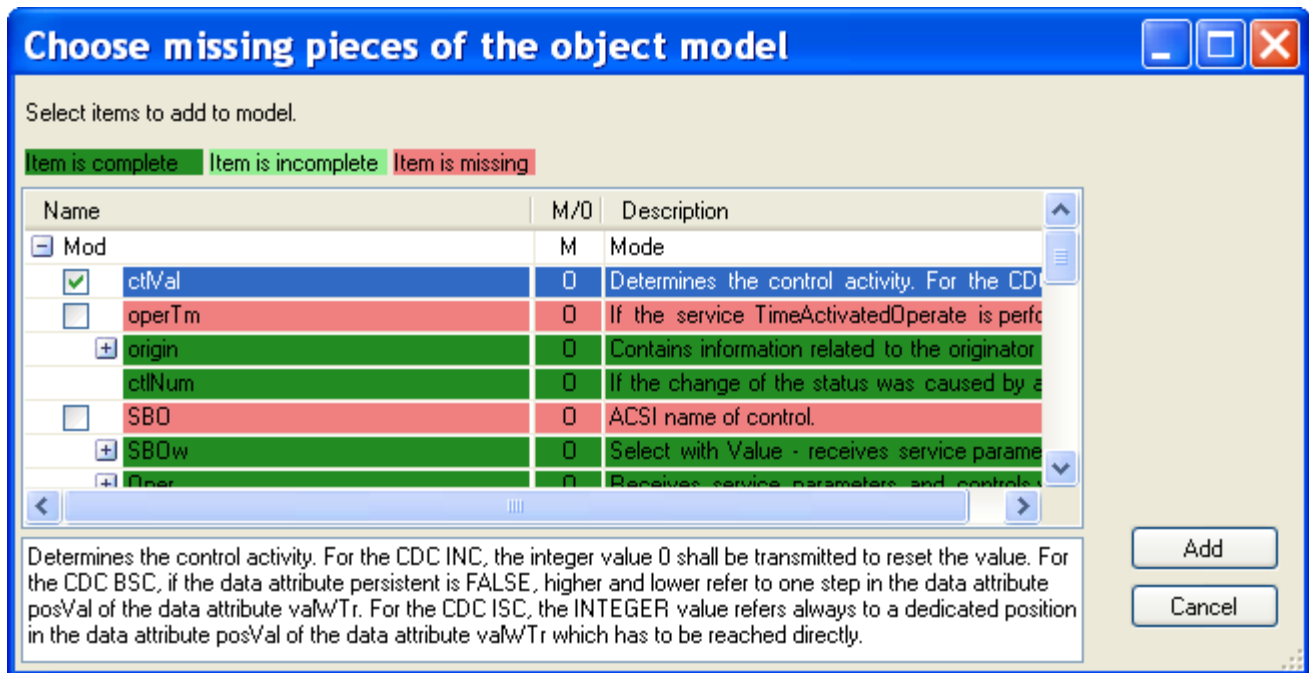 Choose missing pieces of the object model
Select items to add to model.
Item is complete Item is incomplete Item is missing
Name M/O Description
Mod M Mode
ctlVal O Determines the control activity. For the CD
operTm O If the service TimeActivatedOperate is perfo
origin O Contains information related to the originator
ctlNum O If the change of the status was caused by a
SBO O ACSI name of control.
SBOw O Select with Value - receives service parame
Oper O Receives service parameters and controls
Determines the control activity. For the CDC INC, the integer value 0 shall be transmitted to reset the value. For
the CDC BSC, if the data attribute persistent is FALSE, higher and lower refer to one step in the data attribute
posVal of the data attribute valWTr. For the CDC ISC, the INTEGER value refers always to a dedicated position
in the data attribute posVal of the data attribute valWTr which has to be reached directly.
Add
Cancel